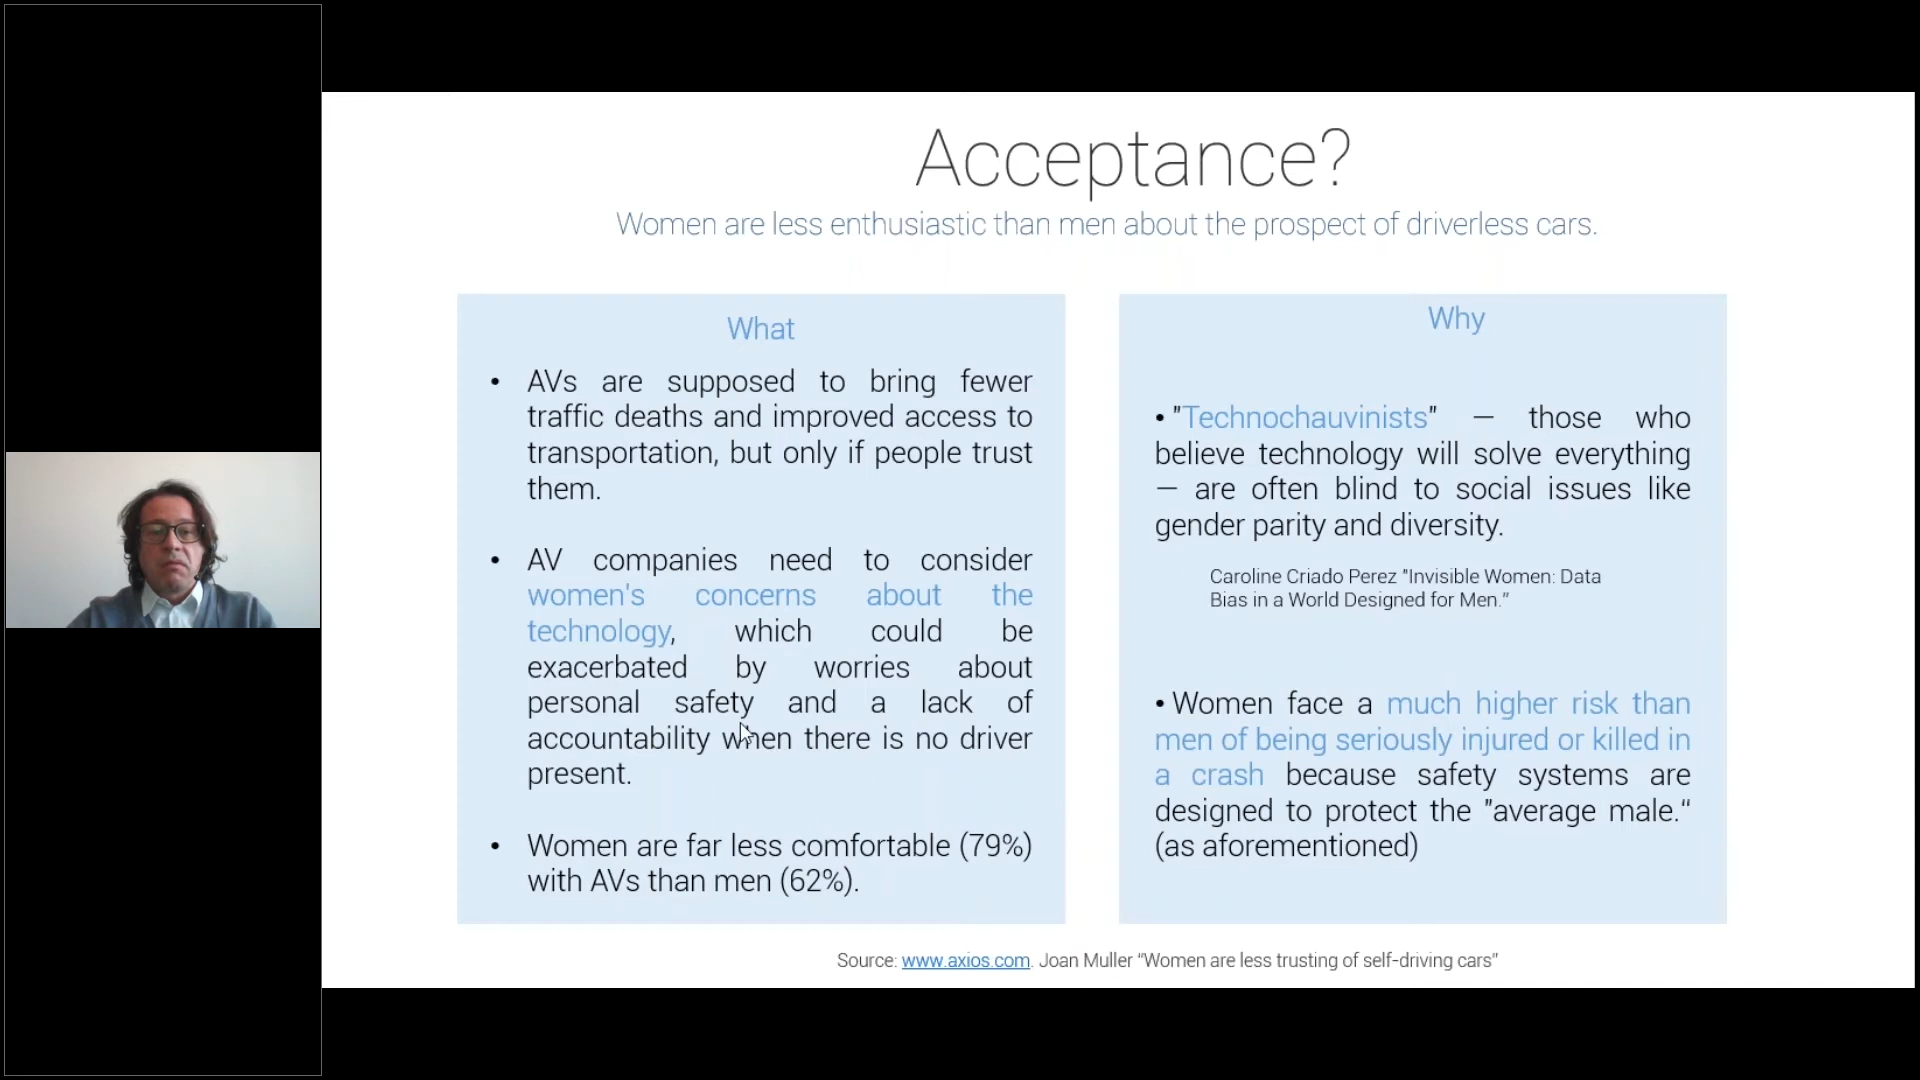 Acceptance?
Women are less enthusiastic than men about the prospect of driverless cars.
What
• AVs are supposed to bring fewer
traffic deaths and improved access to
transportation, but only if people trust
them.
• AV companies need to consider
women's concerns about the
technology, which could be
exacerbated by worries about
personal safety and a lack of
accountability when there is no driver
present.
• Women are far less comfortable (79%)
with AVs than men (62%).
Why
• "Technochauvinists" — those who
believe technology will solve everything
— are often blind to social issues like
gender parity and diversity.
Caroline Criado Perez "Invisible Women: Data
Bias in a World Designed for Men."
• Women face a much higher risk than
men of being seriously injured or killed in
a crash because safety systems are
designed to protect the "average male.“
(as aforementioned)
Source: www.axios.com. Joan Muller “Women are less trusting of self-driving cars”